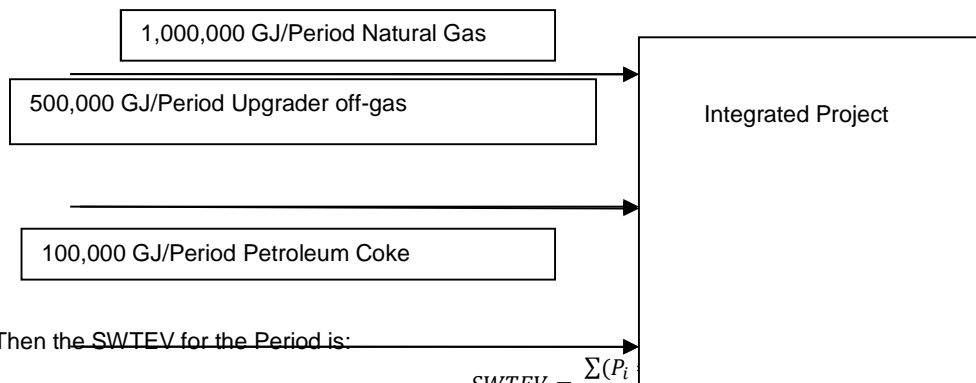 1,000,000 GJ/Period Natural Gas
500,000 GJ/Period Upgrader off-gas
Integrated Project
100,000 GJ/Period Petroleum Coke
Then the SWTEV for the Period is:
SWTEV = ∑(P_i